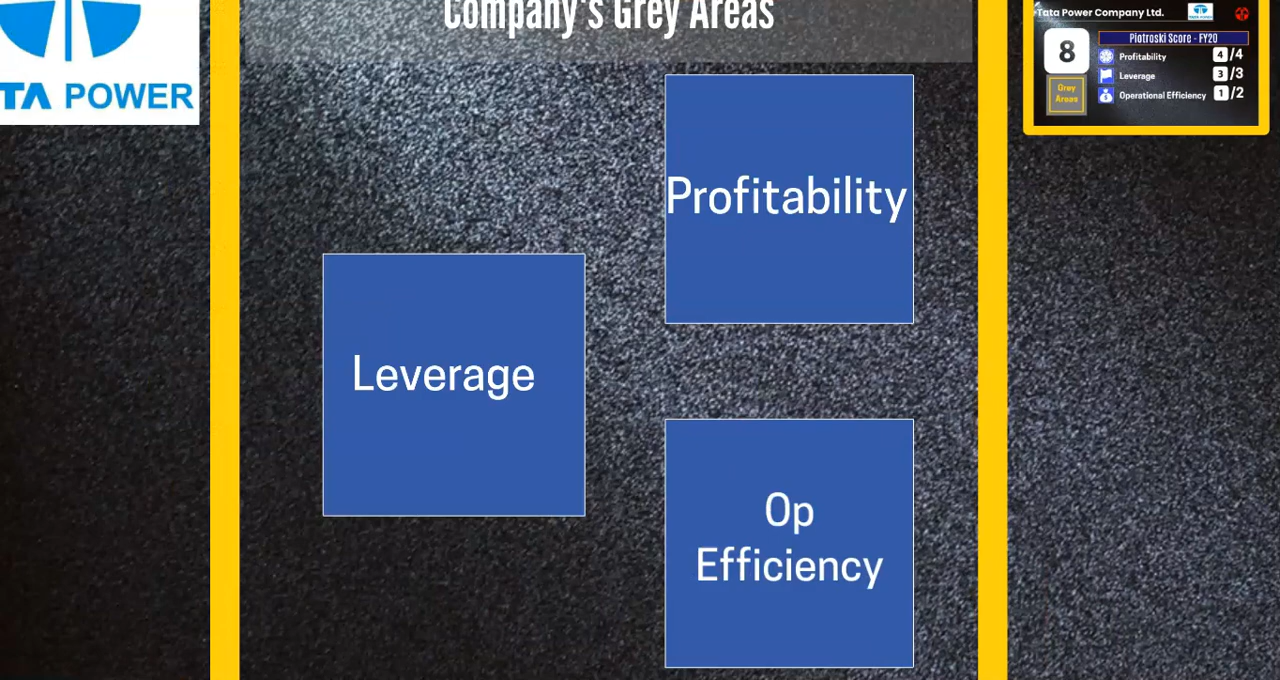 Company's Grey Areas
TATA POWER
Profitability
Leverage
Op
Efficiency
Tata Power Company Ltd.
Piotroski Score - FY20
8
Profitability 4/4
Leverage 3/3
Operational Efficiency 1/2
Grey
Areas